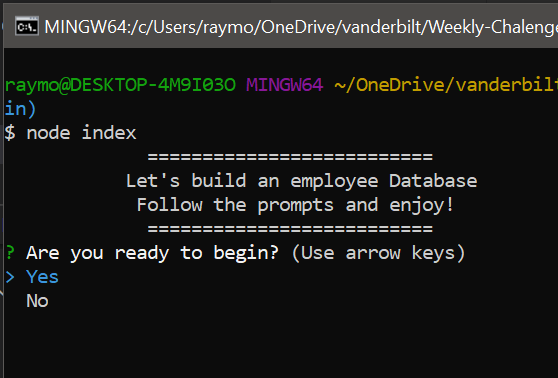 MINGW64:/c/Users/raymo/OneDrive/vanderbilt/Weekly-Chalenge
raymo@DESKTOP-4M9I03O MINGW64 ~/OneDrive/vanderbilt
in)
$ node index
==========================
Let's build an employee Database
Follow the prompts and enjoy!
==========================
? Are you ready to begin? (Use arrow keys)
> Yes
No